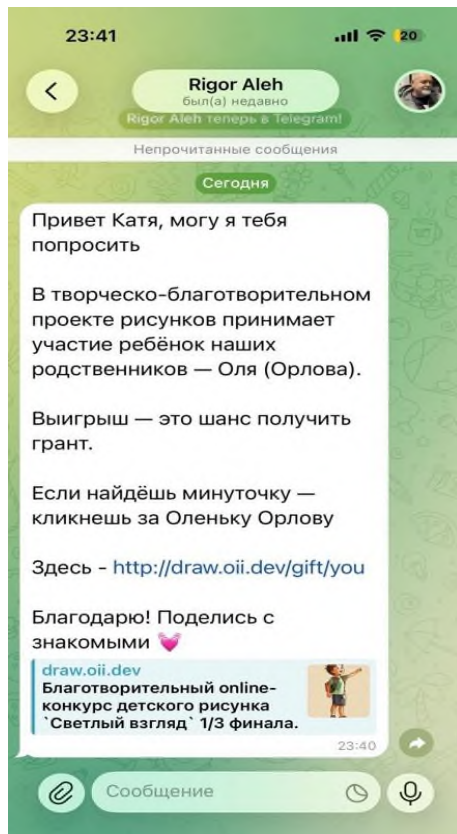 23:41
20
Rigor Aleh
был(а) недавно
Rigor Aleh теперь в Telegram!
Непрочитанные сообщения
Сегодня
Привет Катя, могу я тебя
попросить
В творческо-благотворительном
проекте рисунков принимает
участие ребёнок наших
родственников — Оля (Орлова).
Выигрыш — это шанс получить
грант.
Если найдёшь минуточку —
кликнешь за Оленьку Орлову
Здесь - http://draw.oii.dev/gift/you
Благодарю! Поделись с
знакомыми 💓
draw.oii.dev
Благотворительный online-
конкурс детского рисунка
`Светлый взгляд` 1/3 финала.
23:40
Сообщение